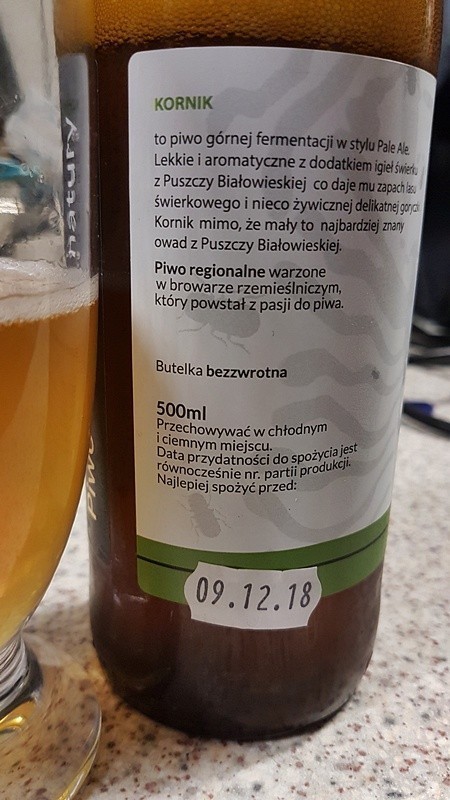 KORNIK
to piwo górnej fermentacji w stylu Pale Ale.
Lekkie i aromatyczne z dodatkiem igieł świerku
z Puszczy Białowieskiej co daje mu zapach lasu
świerkowego i nieco żywicznej delikatnej
Kornik mimo, że mały to najbardziej znany
owad z Puszczy Białowieskiej.
Piwo regionalne warzone
w browarze rzemieślniczym,
który powstał z pasji do piwa.
Butelka bezzwrotna
500ml
Przechowywać w chłodnym
i ciemnym miejscu.
Data przydatności do spożycia jest
równocześnie nr. partii produkcji.
Najlepiej spożyć przed:
09.12.18
natury
Piwo